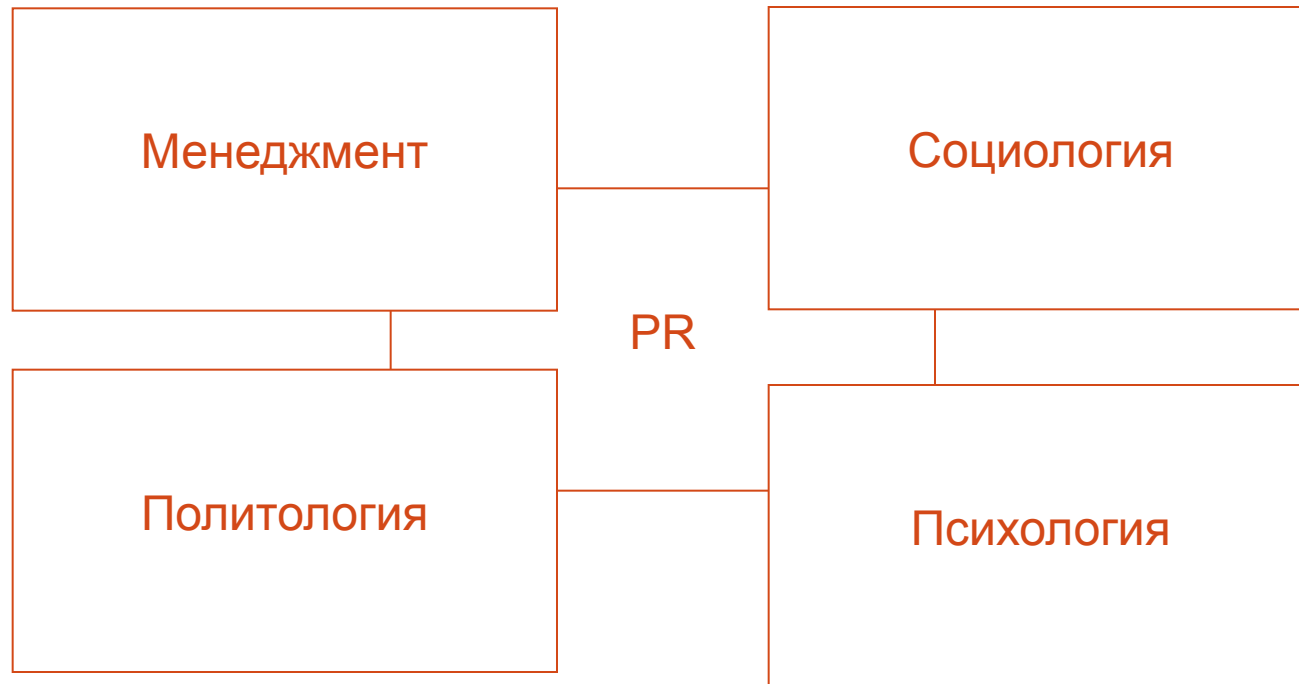 Менеджмент
Социология
PR
Политология
Психология